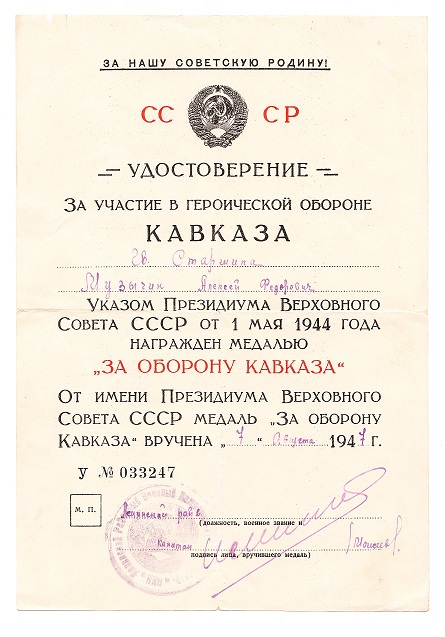 ЗА НАШУ СОВЕТСКУЮ РОДИНУ!
СС СР
УДОСТОВЕРЕНИЕ
ЗА УЧАСТИЕ В ГЕРОИЧЕСКОЙ ОБОРОНЕ
КАВКАЗА
Гв. Старшина
Музычин Алексей Федорович
УКАЗОМ ПРЕЗИДИУМА ВЕРХОВНОГО
СОВЕТА СССР ОТ 1 МАЯ 1944 ГОДА
НАГРАЖДЕН МЕДАЛЬЮ
„ЗА ОБОРОНУ КАВКАЗА“
ОТ ИМЕНИ ПРЕЗИДИУМА ВЕРХОВНОГО
СОВЕТА СССР МЕДАЛЬ „ЗА ОБОРОНУ
КАВКАЗА“ ВРУЧЕНА „7“ Августа 1947 Г.
У № 033247
М. П.
(должность, военное звание и
Капитан
подпись лица, вручившего медаль)